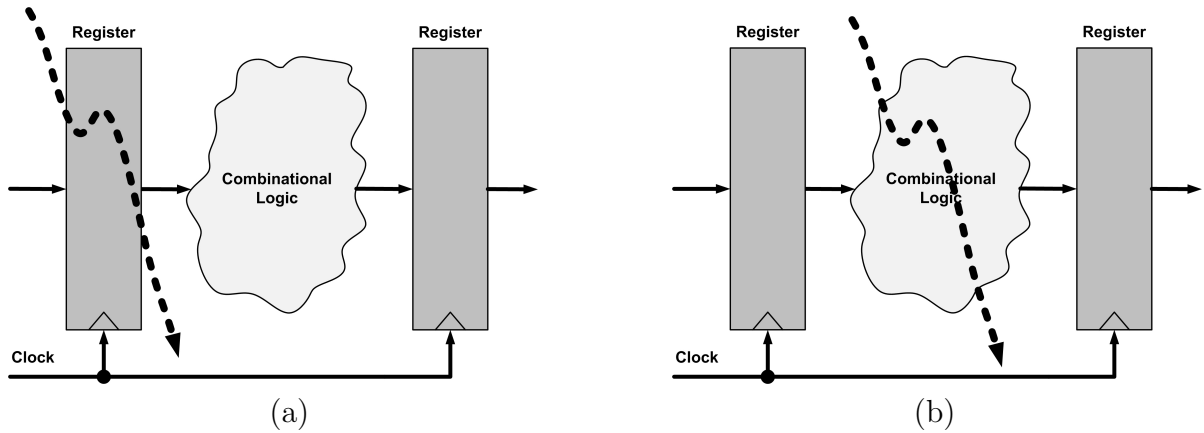 Register
Register
Combinational
Logic
Clock
(a)
Register
Register
Combinational
Logic
Clock
(b)